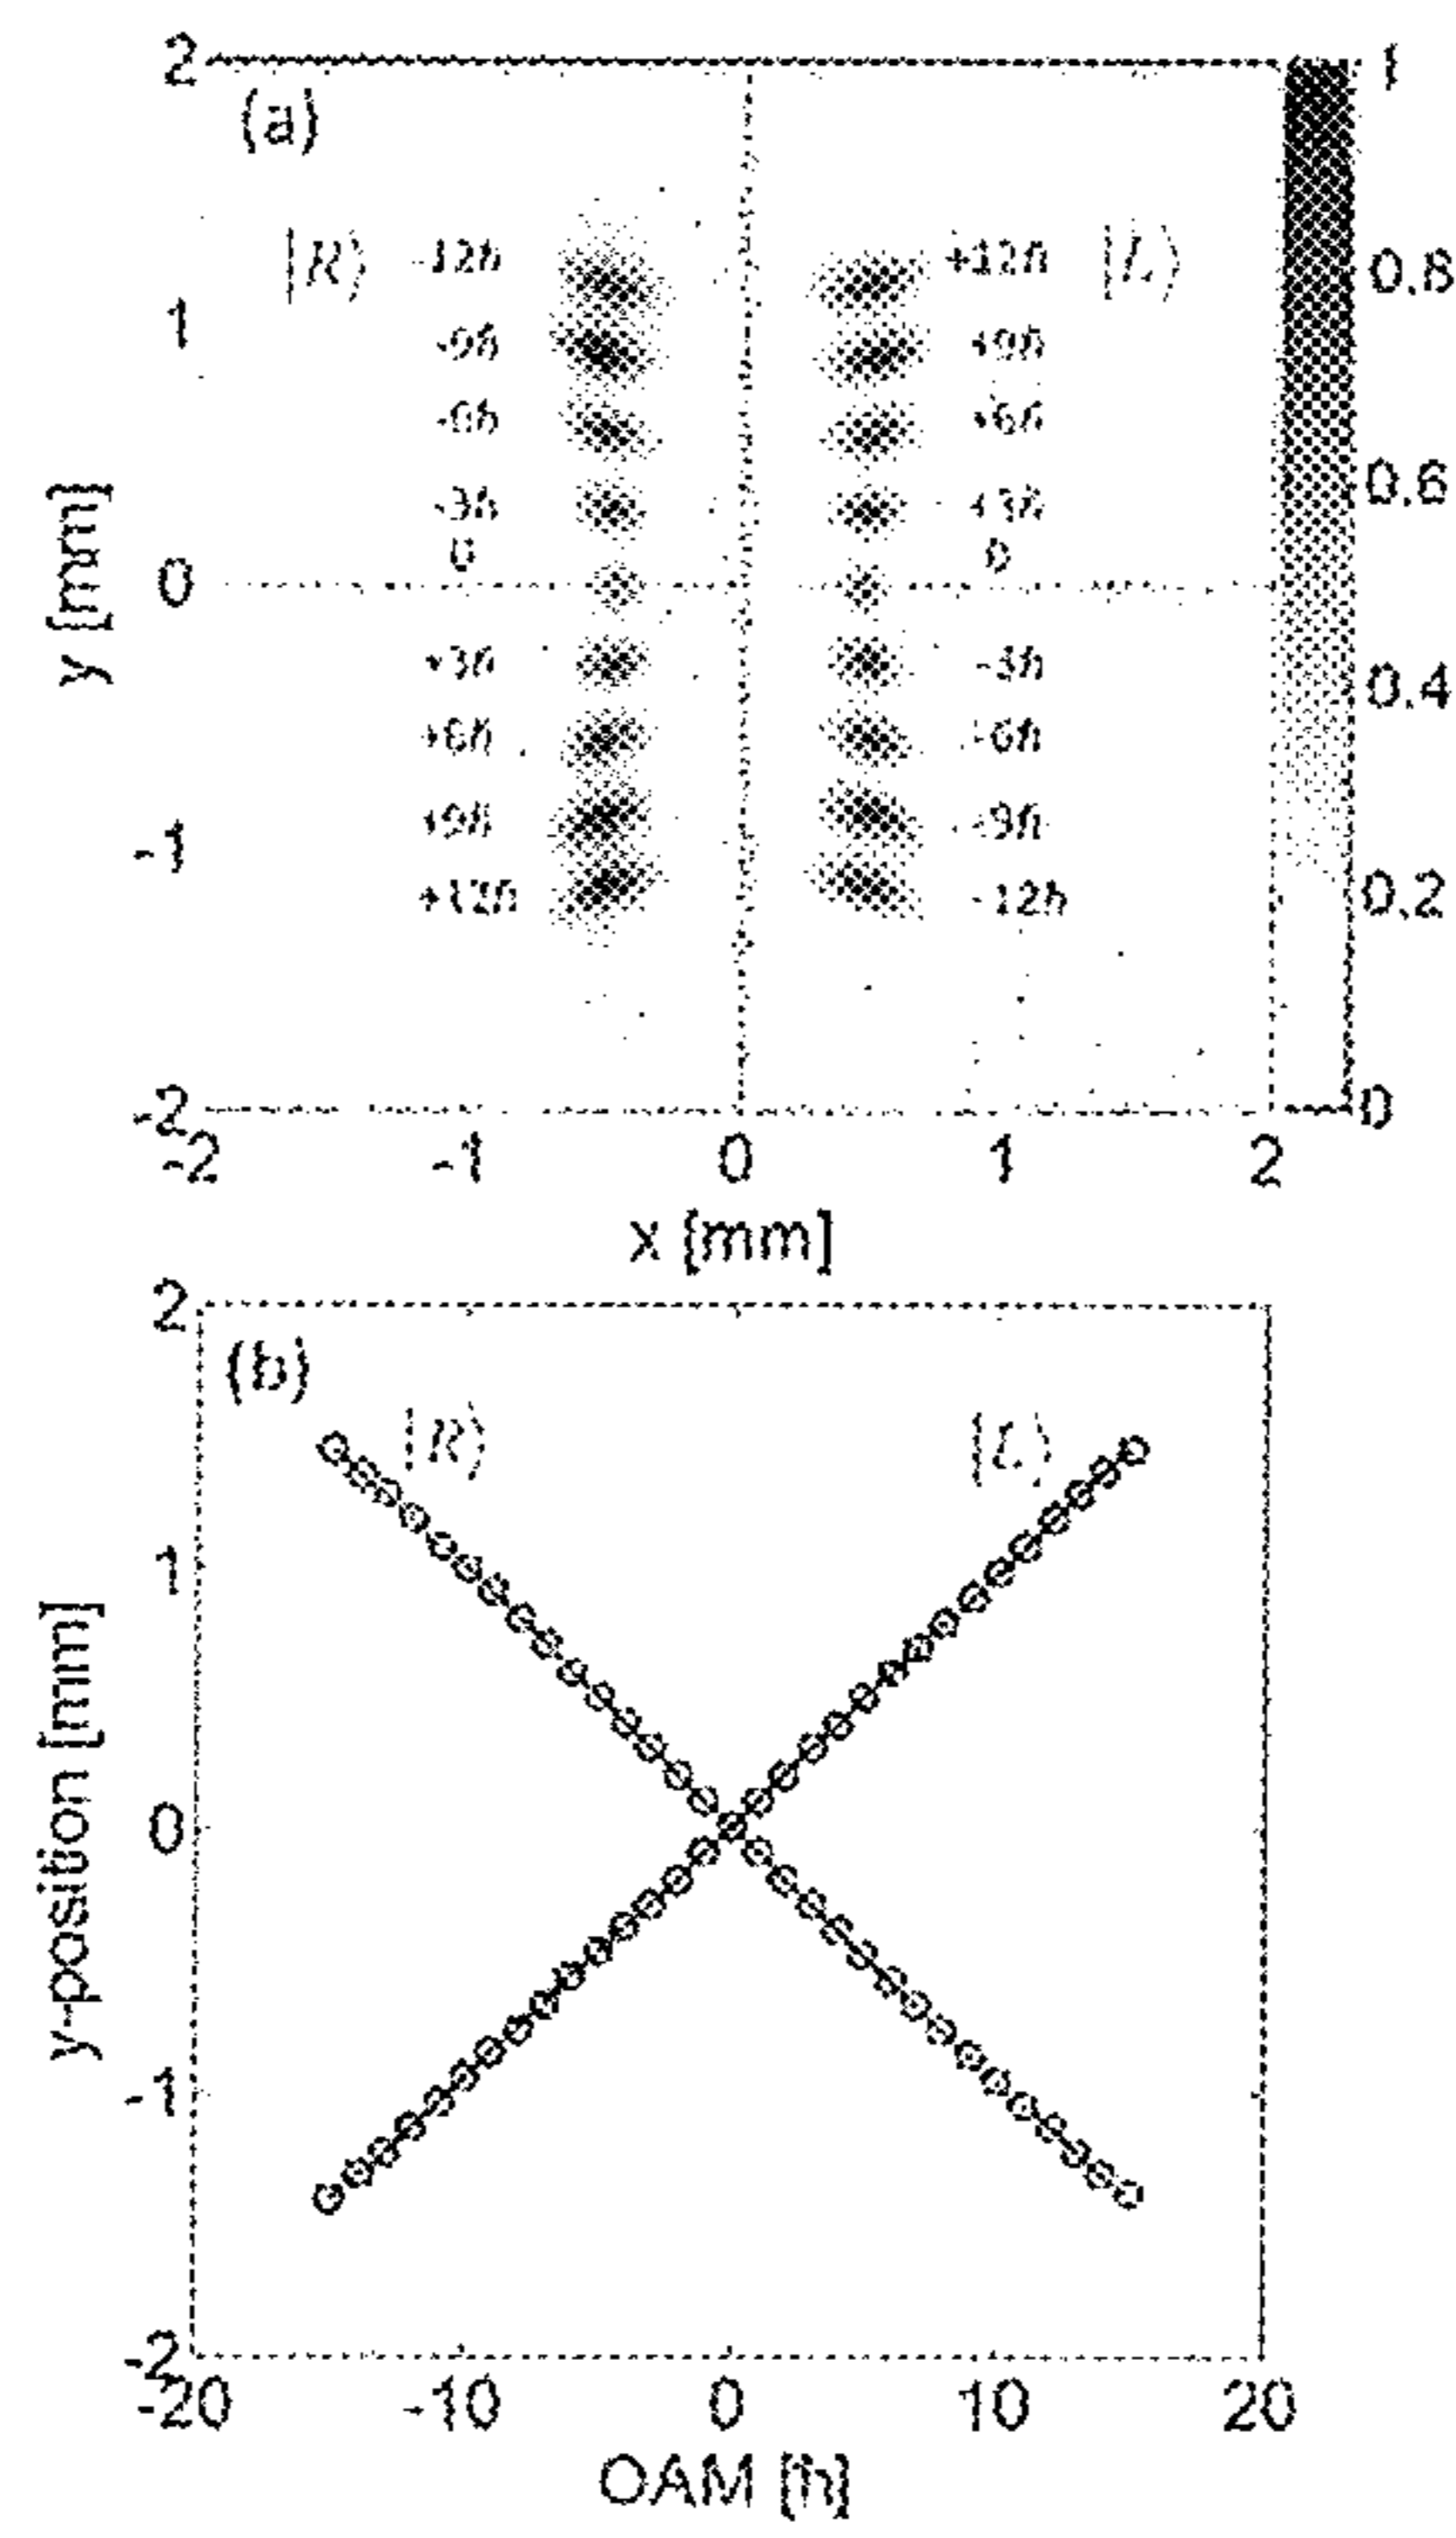 2
(a)
1
|R⟩ -12ħ +12ħ |L⟩
0.8
1
-9ħ +9ħ
-6ħ +6ħ
0.6
-3ħ +3ħ
0 0
y [mm]
0
+3ħ -3ħ
0.4
+6ħ -6ħ
-1
+9ħ -9ħ
0.2
+12ħ -12ħ
-2
0
-2 -1 0 1 2
x [mm]
2
(b)
|R⟩ |L⟩
1
y-position [mm]
0
-1
-2
-20 -10 0 10 20
OAM [ħ]